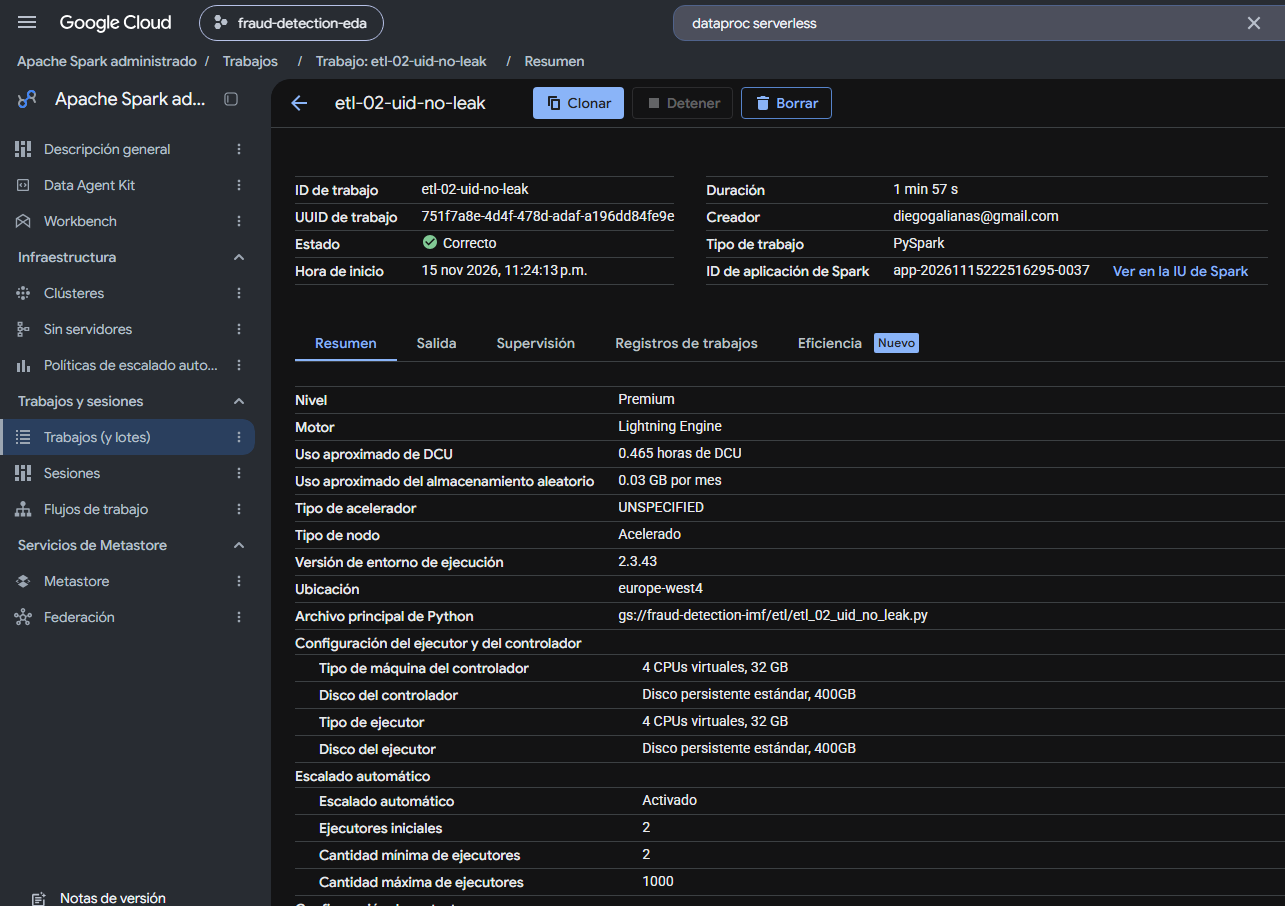 Google Cloud
fraud-detection-eda
dataproc serverless
Apache Spark administrado / Trabajos / Trabajo: etl-02-uid-no-leak / Resumen
Apache Spark ad...
etl-02-uid-no-leak
Clonar
Detener
Borrar
Descripción general
Data Agent Kit
Workbench
Infraestructura
Clústeres
Sin servidores
Políticas de escalado auto...
Trabajos y sesiones
Trabajos (y lotes)
Sesiones
Flujos de trabajo
Servicios de Metastore
Metastore
Federación
Notas de versión
ID de trabajo etl-02-uid-no-leak
UUID de trabajo 751f7a8e-4d4f-478d-adaf-a196dd84fe9e
Estado Correcto
Hora de inicio 15 nov 2026, 11:24:13 p.m.
Duración 1 min 57 s
Creador diegogalianas@gmail.com
Tipo de trabajo PySpark
ID de aplicación de Spark app-20261115222516295-0037 Ver en la IU de Spark
Resumen Salida Supervisión Registros de trabajos Eficiencia Nuevo
Nivel Premium
Motor Lightning Engine
Uso aproximado de DCU 0.465 horas de DCU
Uso aproximado del almacenamiento aleatorio 0.03 GB por mes
Tipo de acelerador UNSPECIFIED
Tipo de nodo Acelerado
Versión de entorno de ejecución 2.3.43
Ubicación europe-west4
Archivo principal de Python gs://fraud-detection-imf/etl/etl_02_uid_no_leak.py
Configuración del ejecutor y del controlador
Tipo de máquina del controlador 4 CPUs virtuales, 32 GB
Disco del controlador Disco persistente estándar, 400GB
Tipo de ejecutor 4 CPUs virtuales, 32 GB
Disco del ejecutor Disco persistente estándar, 400GB
Escalado automático
Escalado automático Activado
Ejecutores iniciales 2
Cantidad mínima de ejecutores 2
Cantidad máxima de ejecutores 1000